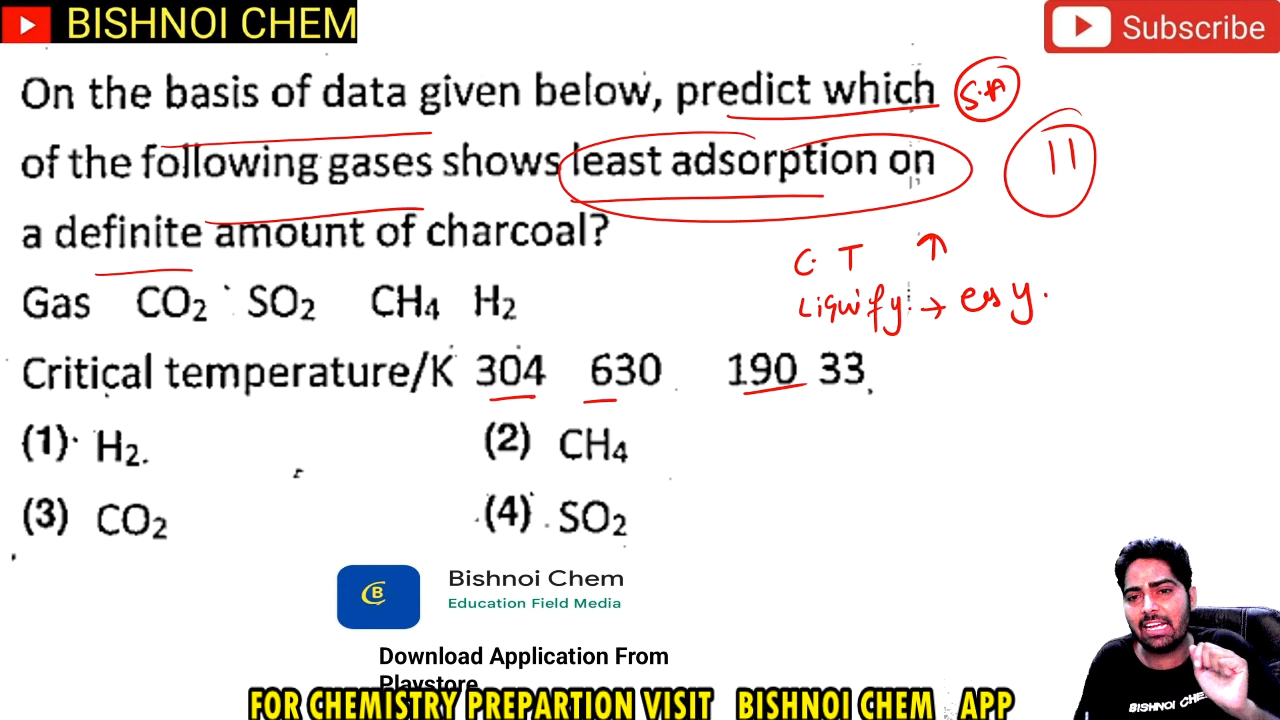 BISHNOI CHEM
Subscribe
On the basis of data given below, predict which
S.A
of the following gases shows least adsorption on
11
a definite amount of charcoal?
C. T ↑
Gas CO₂ SO₂ CH₄ H₂
Liquify. → esy.
Critical temperature/K 304 630 190 33
(1) H₂.
(2) CH₄
(3) CO₂
(4) SO₂
CB
Bishnoi Chem
Education Field Media
Download Application From
Playstore
BISHNOI CHEM
FOR CHEMISTRY PREPARTION VISIT BISHNOI CHEM APP